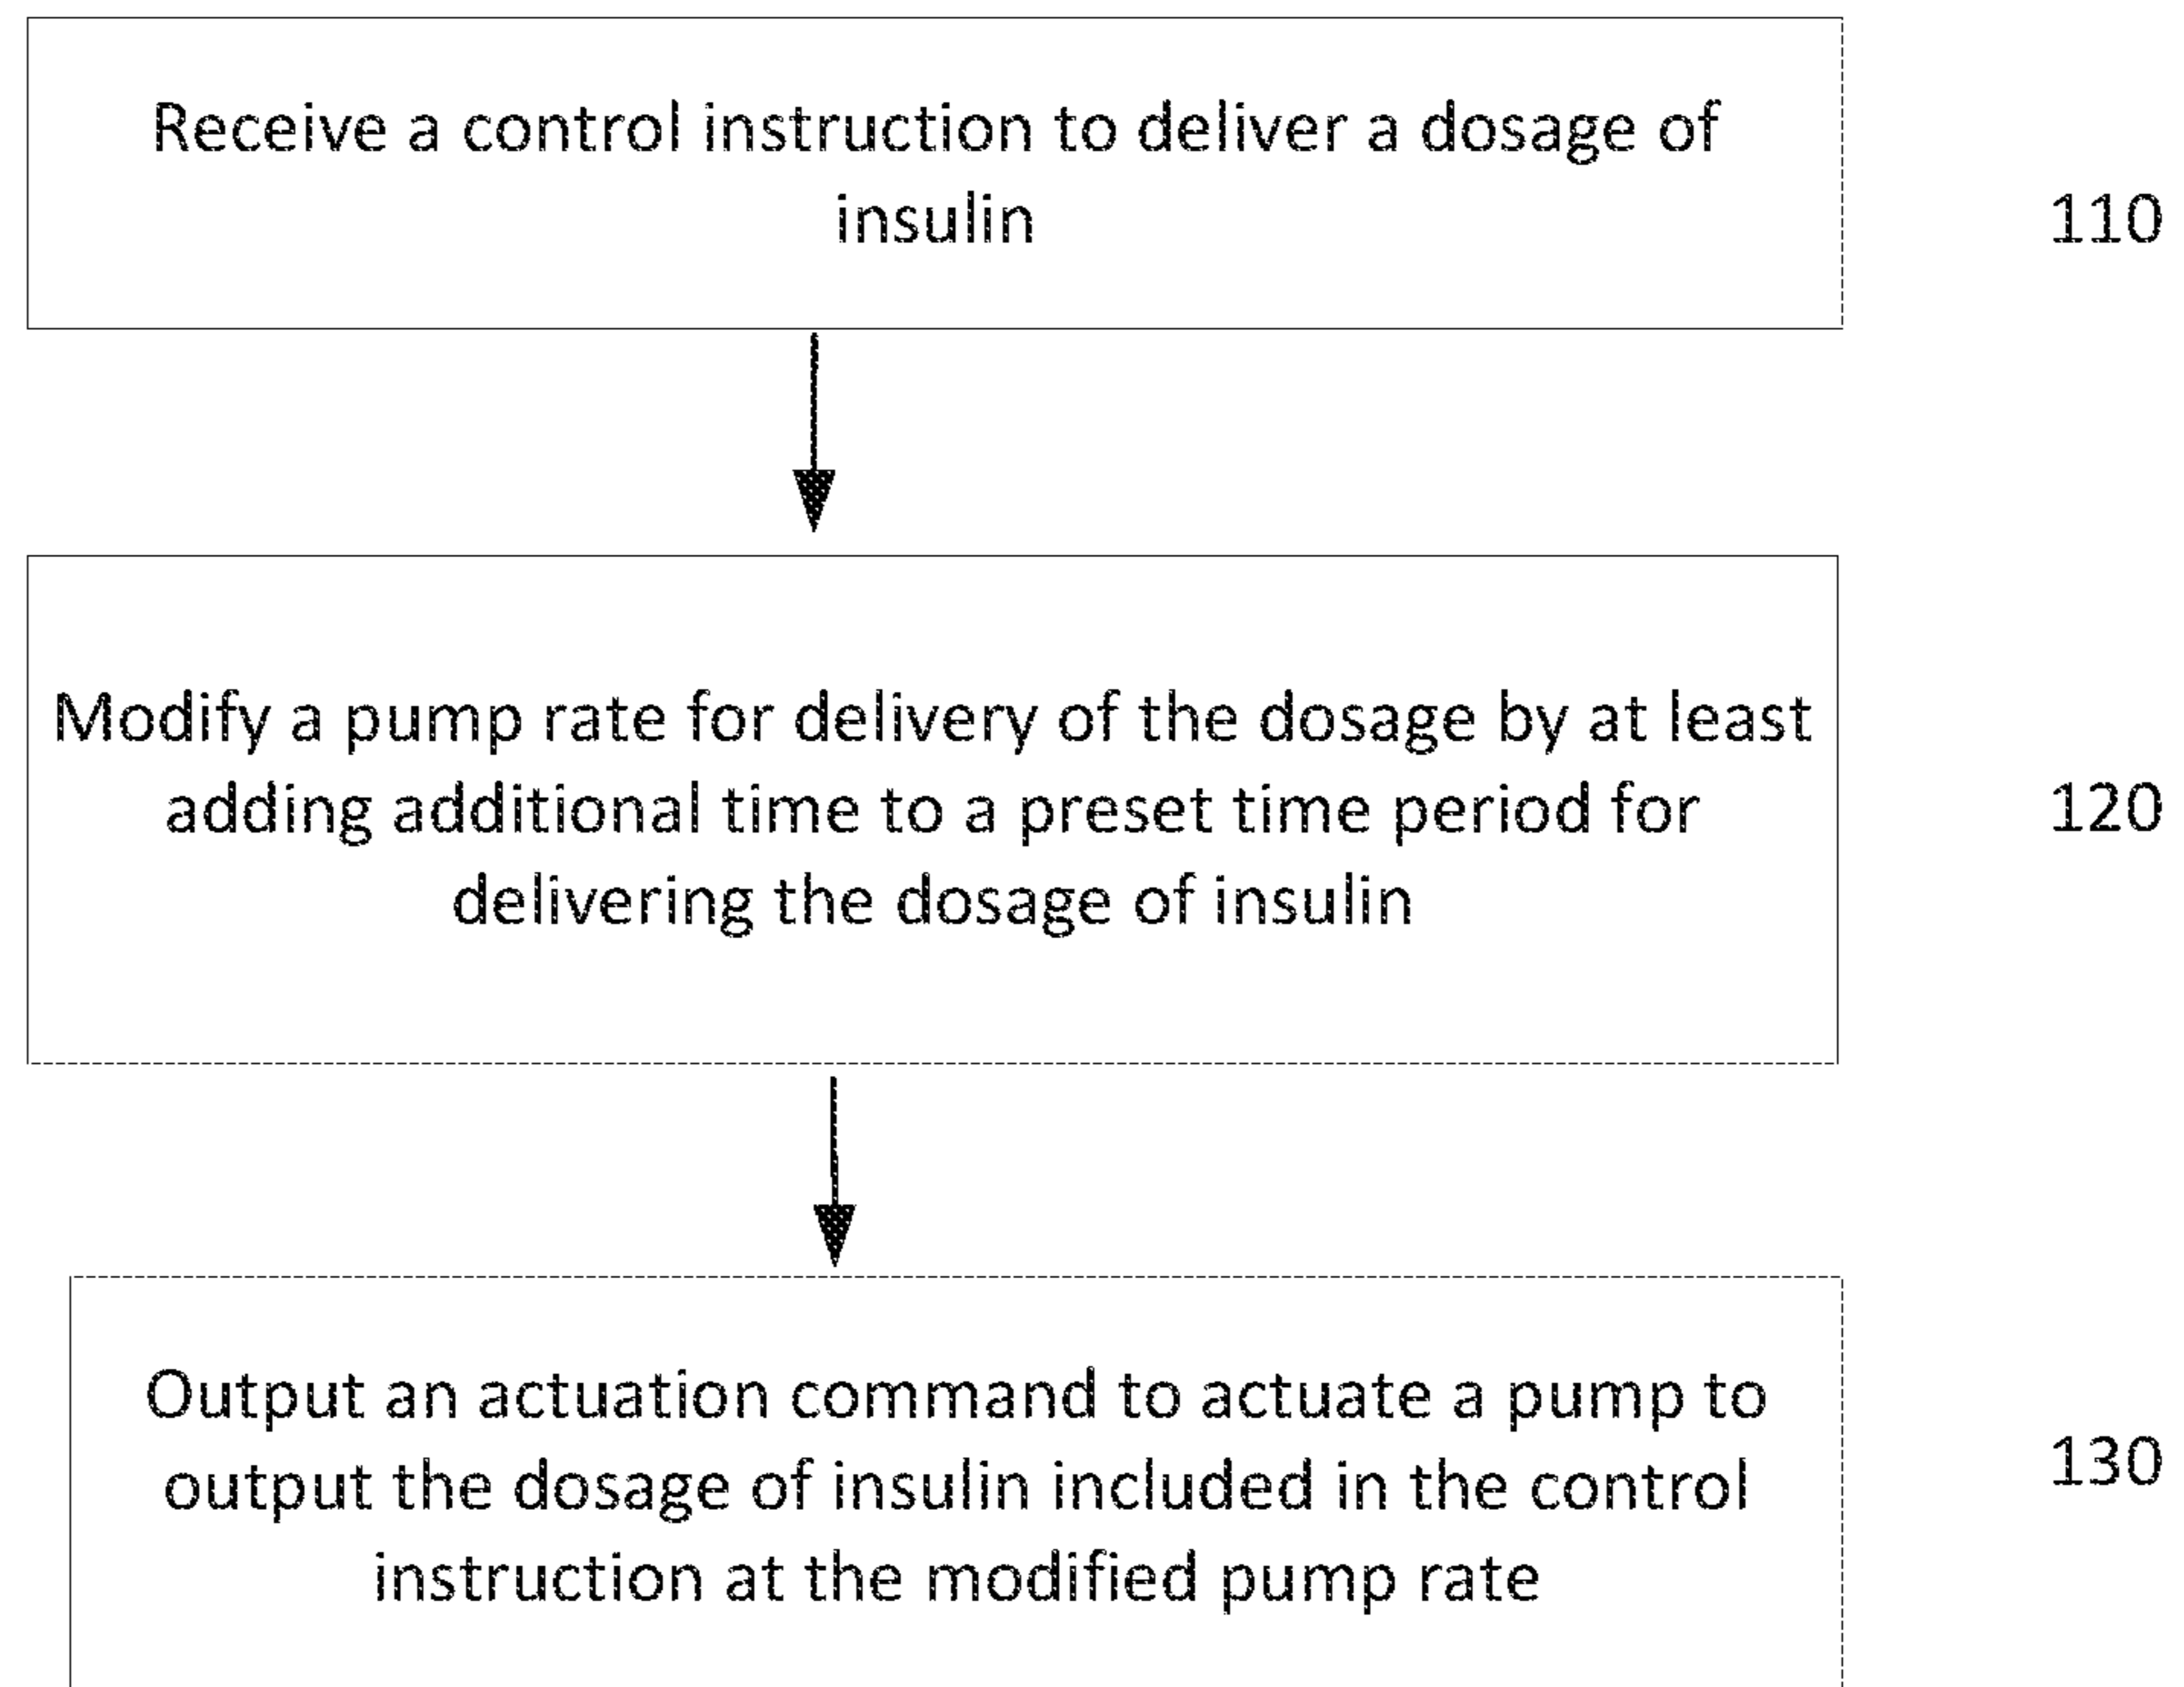 Receive a control instruction to deliver a dosage of
insulin
110
Modify a pump rate for delivery of the dosage by at least
adding additional time to a preset time period for
delivering the dosage of insulin
120
Output an actuation command to actuate a pump to
output the dosage of insulin included in the control
instruction at the modified pump rate
130